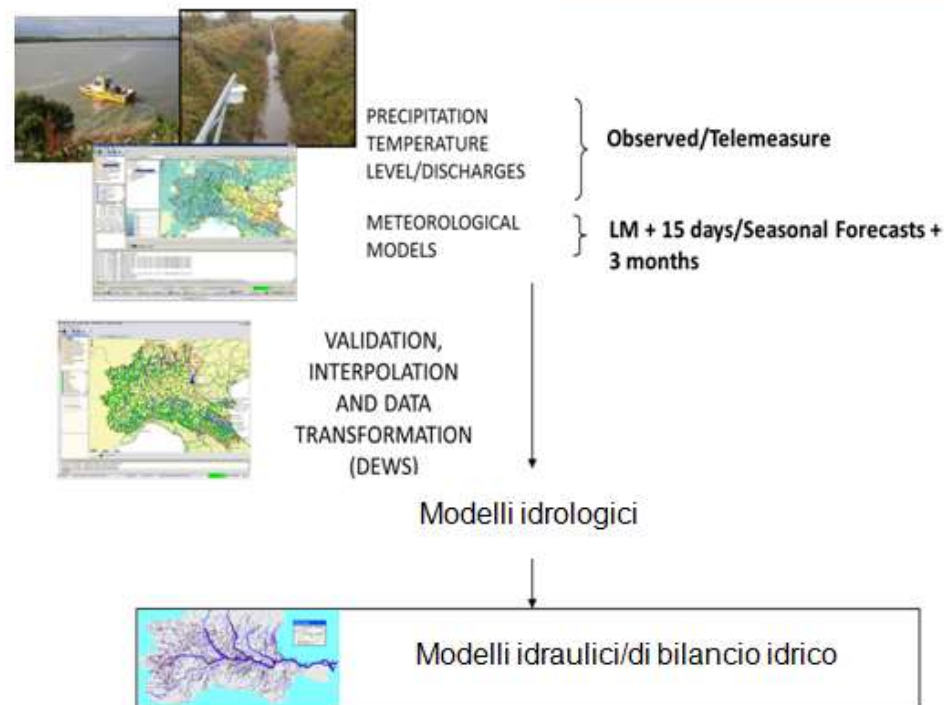 PRECIPITATION
TEMPERATURE
LEVEL/DISCHARGES
Observed/Telemeasure
METEOROLOGICAL
MODELS
LM + 15 days/Seasonal Forecasts +
3 months
VALIDATION,
INTERPOLATION
AND DATA
TRANSFORMATION
(DEWS)
Modelli idrologici
Modelli idraulici/di bilancio idrico